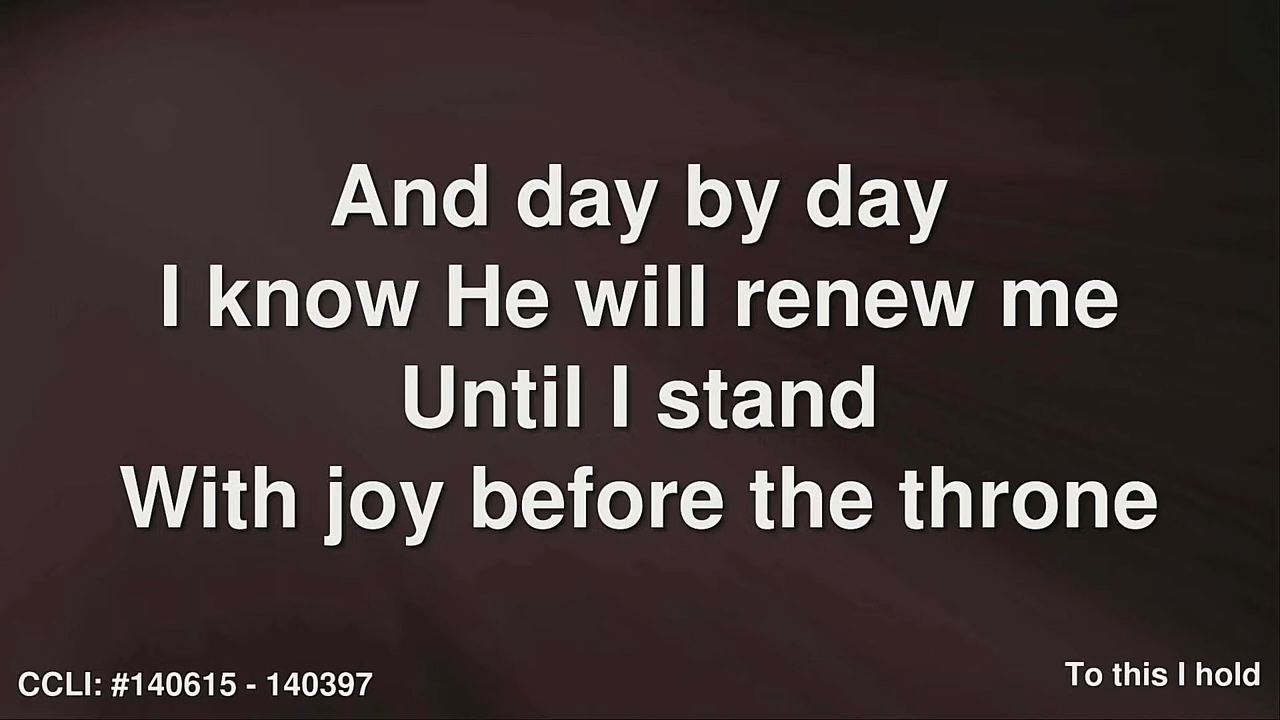 And day by day
I know He will renew me
Until I stand
With joy before the throne
CCLI: #140615 - 140397
To this I hold